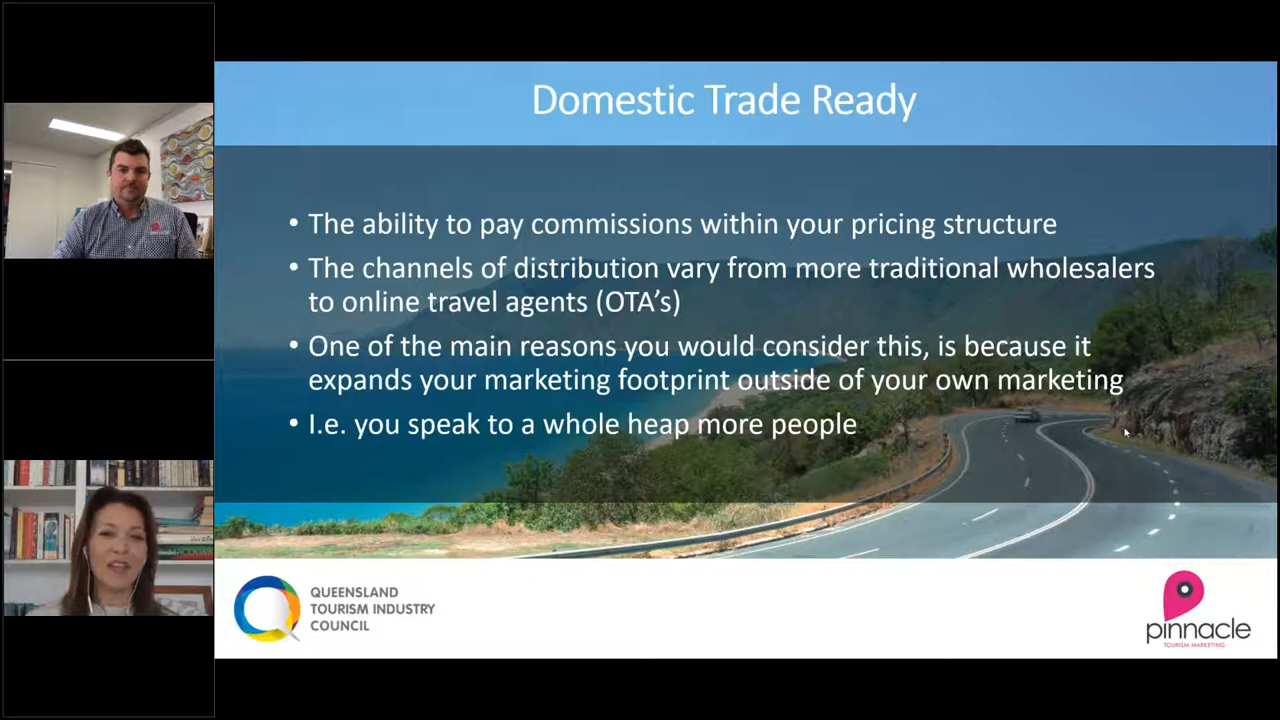 Domestic Trade Ready
• The ability to pay commissions within your pricing structure
• The channels of distribution vary from more traditional wholesalers
to online travel agents (OTA's)
• One of the main reasons you would consider this, is because it
expands your marketing footprint outside of your own marketing
• I.e. you speak to a whole heap more people
QUEENSLAND
TOURISM INDUSTRY
COUNCIL
pinnacle
TOURISM MARKETING